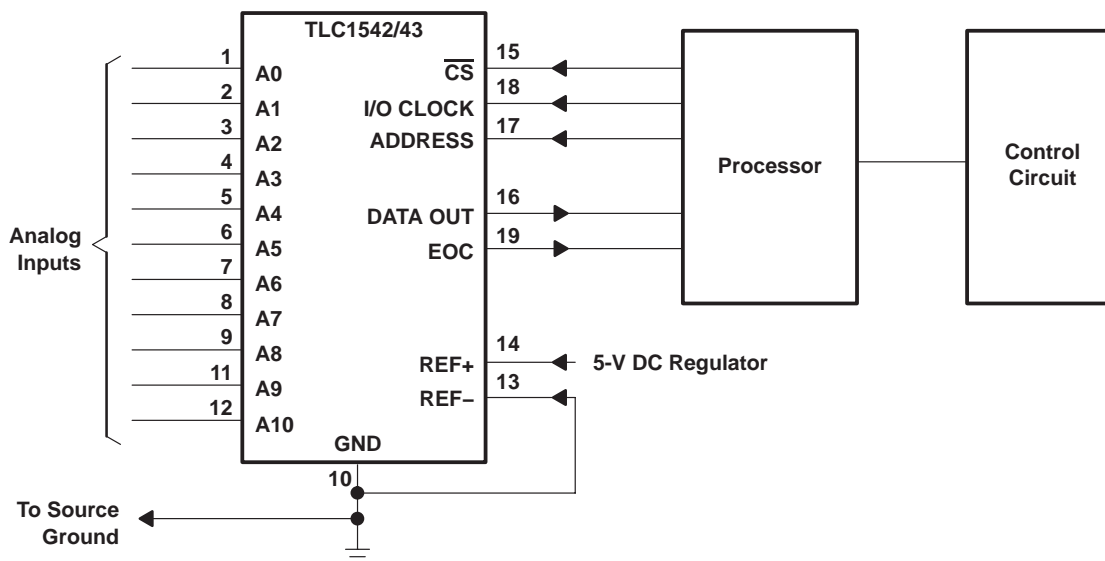 TLC1542/43
1
2
3
4
5
6
7
8
9
11
12
A0
A1
A2
A3
A4
A5
A6
A7
A8
A9
A10
Analog
Inputs
CS
I/O CLOCK
ADDRESS
DATA OUT
EOC
REF+
REF–
GND
15
18
17
16
19
14
13
10
5-V DC Regulator
Processor
Control
Circuit
To Source
Ground